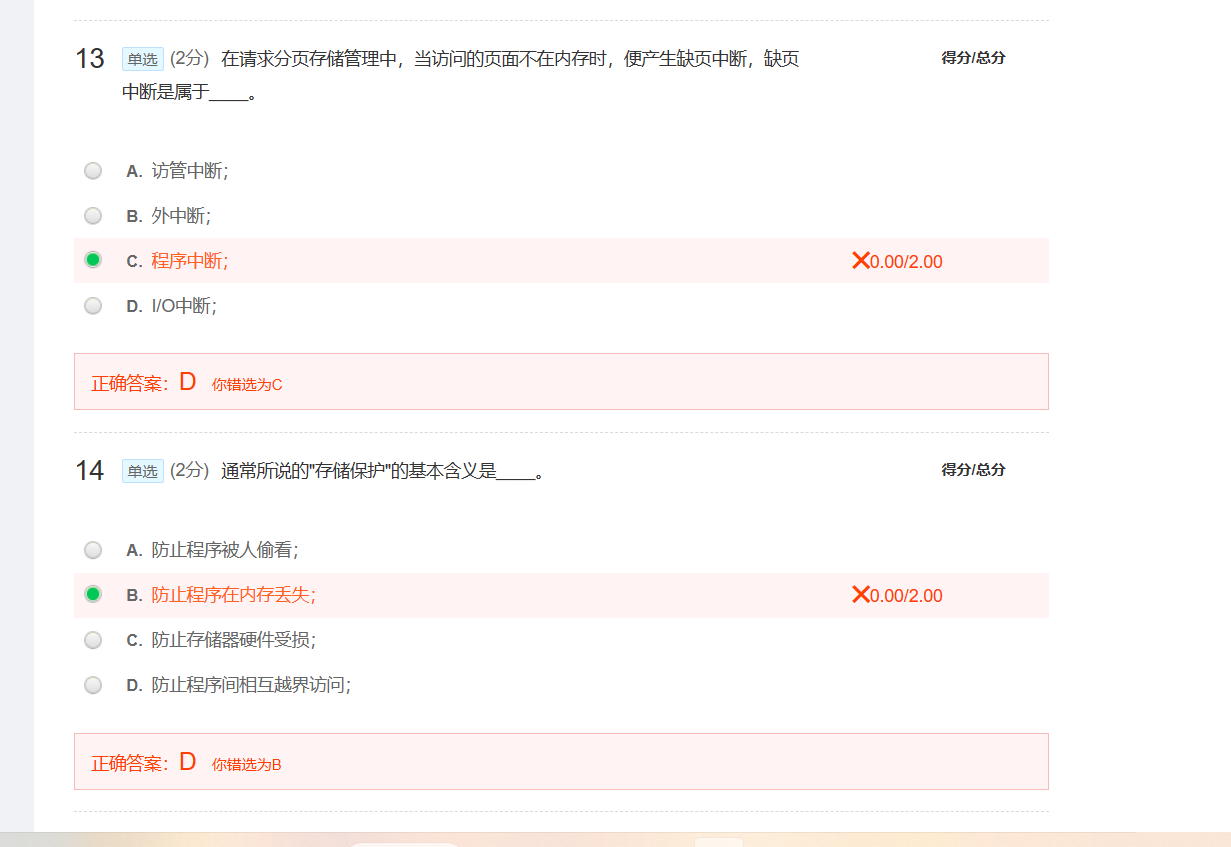 13 单选 (2分) 在请求分页存储管理中，当访问的页面不在内存时，便产生缺页中断，缺页 得分/总分
中断是属于____。
A. 访管中断;
B. 外中断;
C. 程序中断; 0.00/2.00
D. I/O中断;
正确答案：D 你错选为C
14 单选 (2分) 通常所说的"存储保护"的基本含义是____。 得分/总分
A. 防止程序被人偷看;
B. 防止程序在内存丢失; 0.00/2.00
C. 防止存储器硬件受损;
D. 防止程序间相互越界访问;
正确答案：D 你错选为B